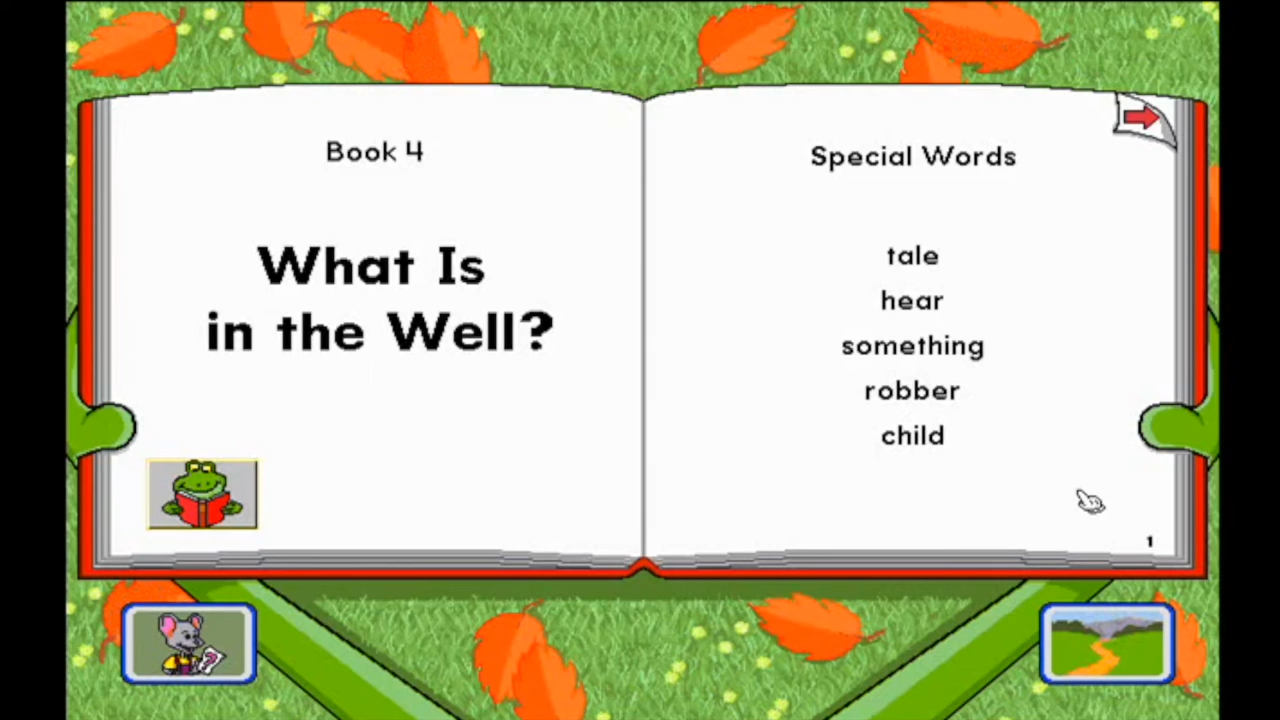 Book 4
What Is
in the Well?
Special Words
tale
hear
something
robber
child
1